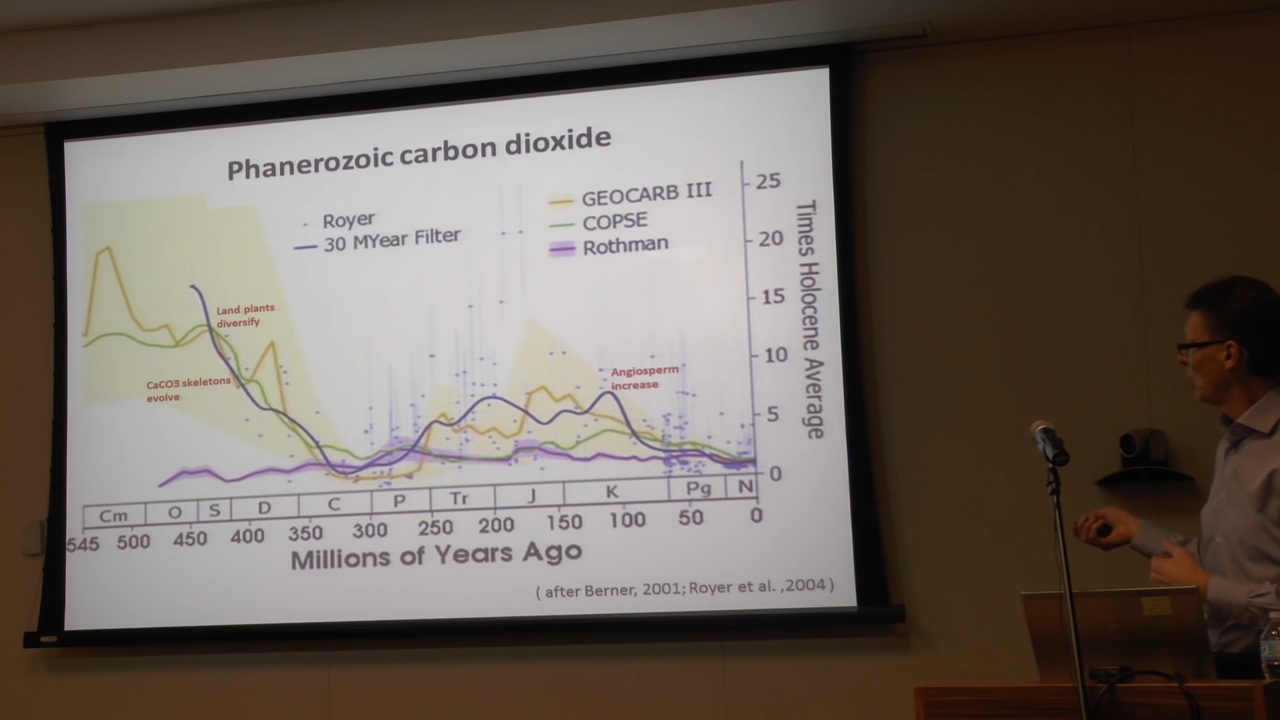 Phanerozoic carbon dioxide
Royer
30 MYear Filter
GEOCARB III
COPSE
Rothman
25
20
15
10
5
0
Times Holocene Average
Land plants
diversify
CaCO3 skeletons
evolve
Angiosperm
increase
Cm O S D C P Tr J K Pg N
545 500 450 400 350 300 250 200 150 100 50 0
Millions of Years Ago
( after Berner, 2001; Royer et al. ,2004 )